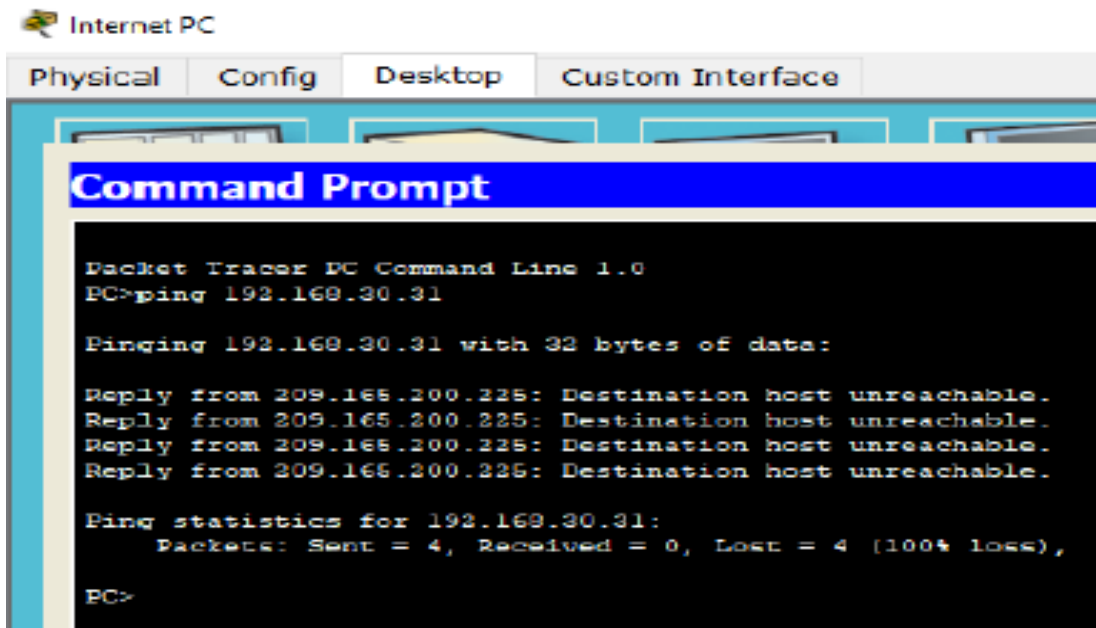 Internet PC
Physical Config Desktop Custom Interface
Command Prompt
Packet Tracer PC Command Line 1.0
PC>ping 192.168.30.31
Pinging 192.168.30.31 with 32 bytes of data:
Reply from 209.165.200.225: Destination host unreachable.
Reply from 209.165.200.225: Destination host unreachable.
Reply from 209.165.200.225: Destination host unreachable.
Reply from 209.165.200.225: Destination host unreachable.
Ping statistics for 192.168.30.31:
Packets: Sent = 4, Received = 0, Lost = 4 (100% loss),
PC>